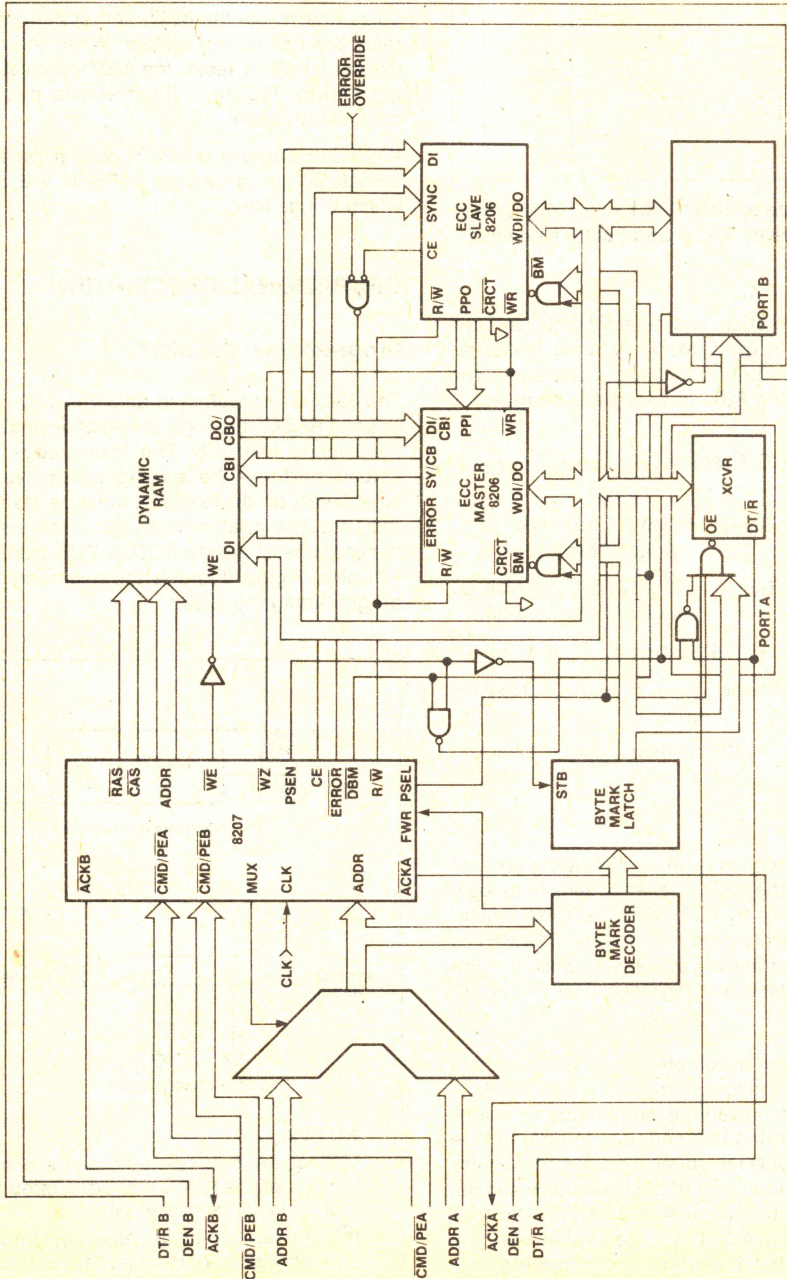 ERROR
OVERRIDE
DYNAMIC
RAM
DO/
CBO
CBI
DI
WE
DI
SYNC
CE
ECC
SLAVE
8206
WDI/DO
R/W
PPO
CRCT
WR
BM
DI/
CBI
PPI
SY/CB
ERROR
R/W
ECC
MASTER
8206
WR
WDI/DO
CRCT
BM
PORT B
XCVR
OE
DT/R
PORT A
RAS
CAS
ADDR
WE
WZ
PSEN
CE
ERROR
DBM
R/W
PSEL
FWR
ACKA
ACKB
CMD/PEA
CMD/PEB
8207
MUX
CLK
ADDR
CLK
STB
BYTE
MARK
LATCH
BYTE
MARK
DECODER
DT/R B
DEN B
ACKB
CMD/PEB
ADDR B
CMD/PEA
ADDR A
ACKA
DEN A
DT/R A